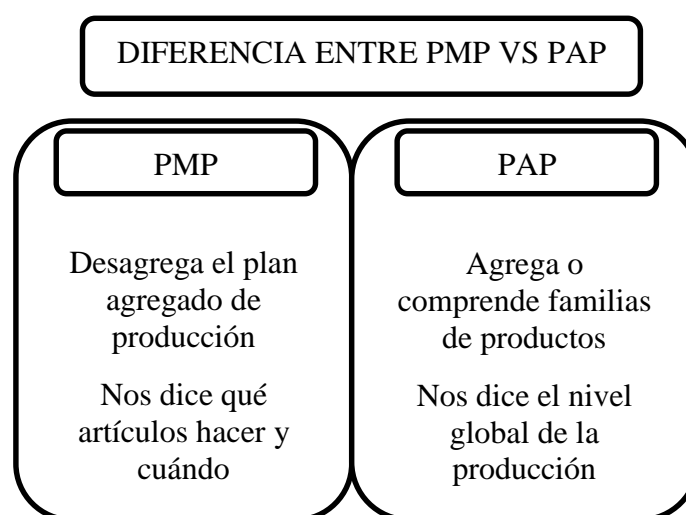 DIFERENCIA ENTRE PMP VS PAP
PMP
Desagrega el plan
agregado de
producción
Nos dice qué
artículos hacer y
cuándo
PAP
Agrega o
comprende familias
de productos
Nos dice el nivel
global de la
producción